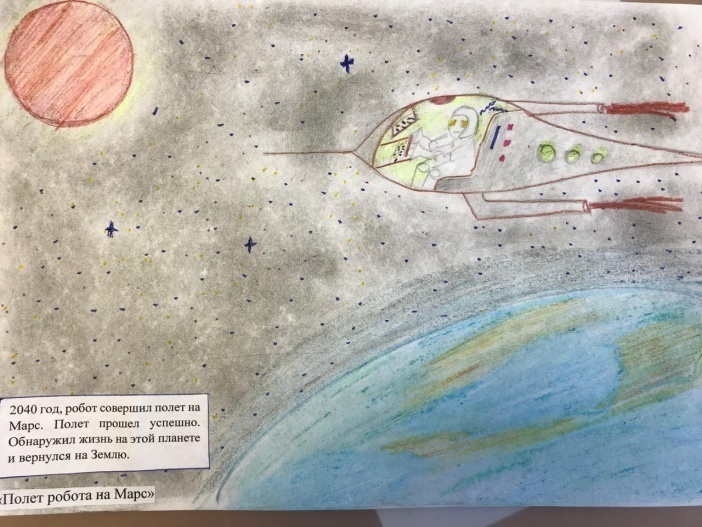 2040 год, робот совершил полет на
Марс. Полет прошел успешно.
Обнаружил жизнь на этой планете
и вернулся на Землю.
«Полет робота на Марс»